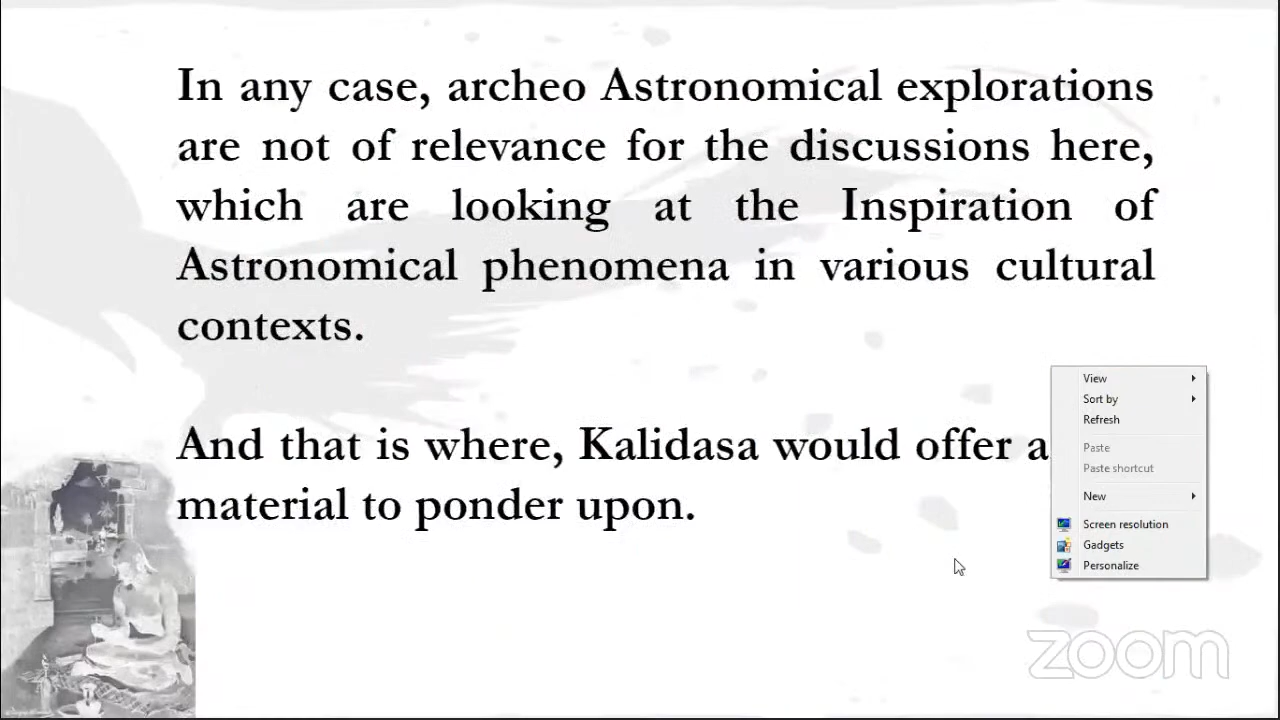 In any case, archeo Astronomical explorations
are not of relevance for the discussions here,
which are looking at the Inspiration of
Astronomical phenomena in various cultural
contexts.
And that is where, Kalidasa would offer a
material to ponder upon.
View
Sort by
Refresh
Paste
Paste shortcut
New
Screen resolution
Gadgets
Personalize
zoom